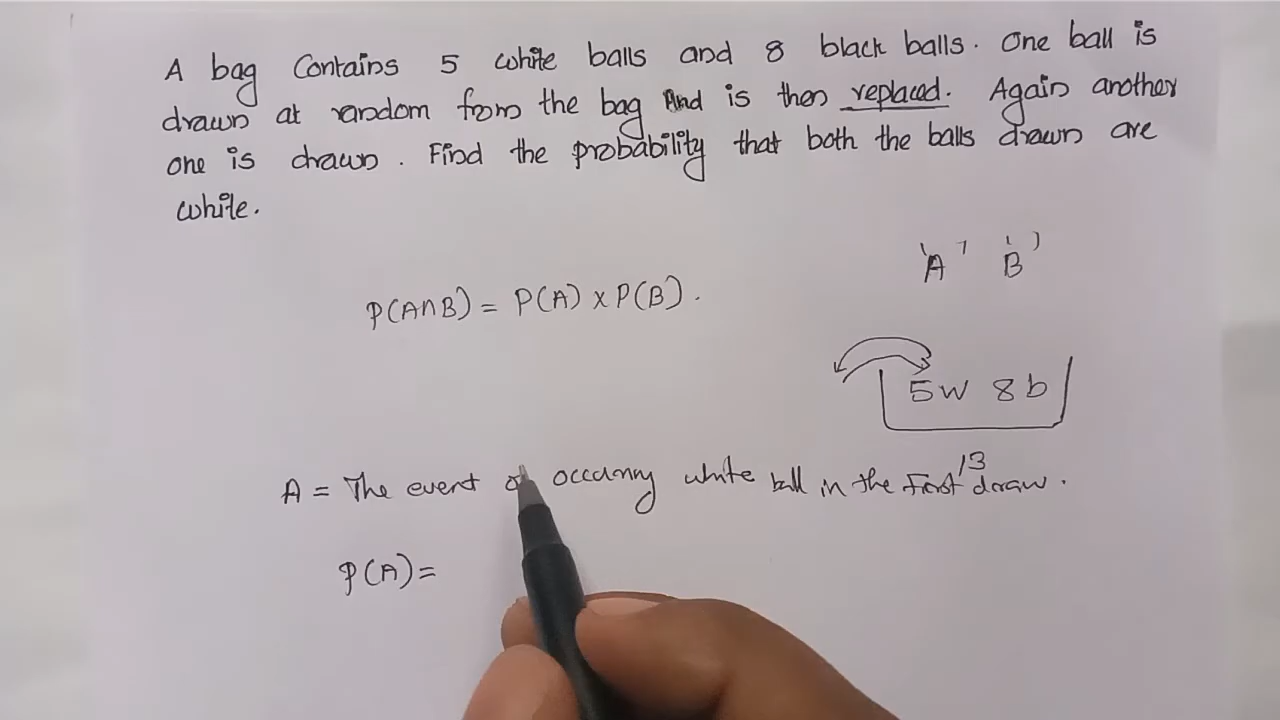 A bag Contains 5 white balls and 8 black balls. One ball is
drawn at random from the bag And is then replaced. Again another
one is drawn. Find the probability that both the balls drawn are
white.
A B
P(A∩B) = P(A) × P(B).
5W 8b
13
A = The event of occurring white ball in the First draw.
P(A) =